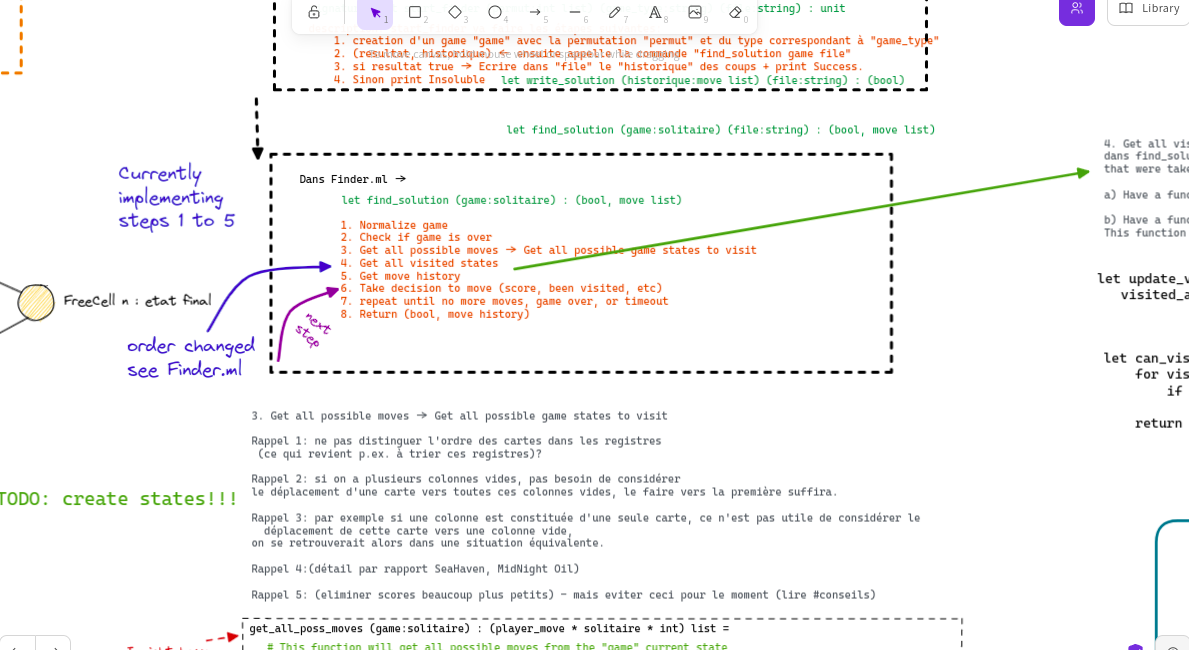 string) : unit
Library
1. creation d'un game "game" avec la permutation "permut" et du type correspondant à "game_type"
2. (resultat, historique) <- ensuite appelle la commande "find_solution game file"
3. si resultat true → Ecrire dans "file" le "historique" des coups + print Success.
4. Sinon print Insoluble
let write_solution (historique:move list) (file:string) : (bool)
let find_solution (game:solitaire) (file:string) : (bool, move list)
Currently
implementing
steps 1 to 5
Dans Finder.ml →
let find_solution (game:solitaire) : (bool, move list)
1. Normalize game
2. Check if game is over
3. Get all possible moves → Get all possible game states to visit
4. Get all visited states
5. Get move history
6. Take decision to move (score, been visited, etc)
7. repeat until no more moves, game over, or timeout
8. Return (bool, move history)
next
step
FreeCell n : etat final
order changed
see Finder.ml
4. Get all vis
dans find_solu
that were take
a) Have a func
b) Have a func
This function
let update_v
visited_a
let can_vis
for vis
if
return
3. Get all possible moves → Get all possible game states to visit
Rappel 1: ne pas distinguer l'ordre des cartes dans les registres
(ce qui revient p.ex. à trier ces registres)?
Rappel 2: si on a plusieurs colonnes vides, pas besoin de considérer
le déplacement d'une carte vers toutes ces colonnes vides, le faire vers la première suffira.
TODO: create states!!!
Rappel 3: par exemple si une colonne est constituée d'une seule carte, ce n'est pas utile de considérer le
déplacement de cette carte vers une colonne vide,
on se retrouverait alors dans une situation équivalente.
Rappel 4:(détail par rapport SeaHaven, MidNight Oil)
Rappel 5: (eliminer scores beaucoup plus petits) - mais eviter ceci pour le moment (lire #conseils)
get_all_poss_moves (game:solitaire) : (player_move * solitaire * int) list =
# This function will get all possible moves from the "game" current state